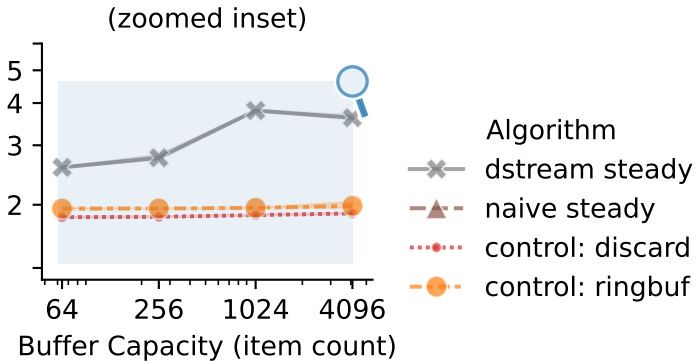 (zoomed inset)
5
4
3
2
64 256 1024 4096
Buffer Capacity (item count)
Algorithm
dstream steady
naive steady
control: discard
control: ringbuf